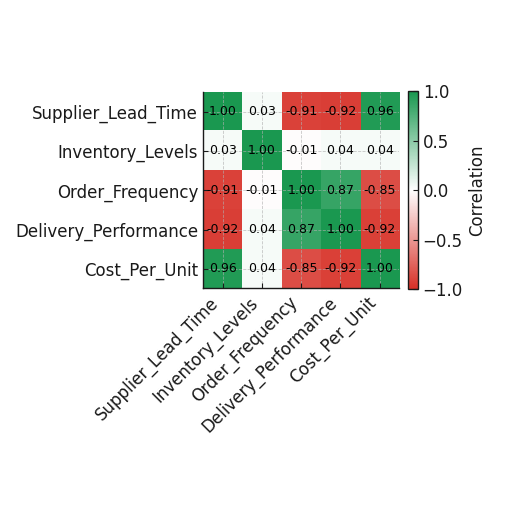 Supplier_Lead_Time 1.00 0.03 -0.91 -0.92 0.96 1.0
Inventory_Levels 0.03 1.00 -0.01 0.04 0.04 0.5
Order_Frequency -0.91 -0.01 1.00 0.87 -0.85 0.0
Delivery_Performance -0.92 0.04 0.87 1.00 -0.92 −0.5
Cost_Per_Unit 0.96 0.04 -0.85 -0.92 1.00 −1.0
Correlation
Supplier_Lead_Time
Inventory_Levels
Order_Frequency
Delivery_Performance
Cost_Per_Unit